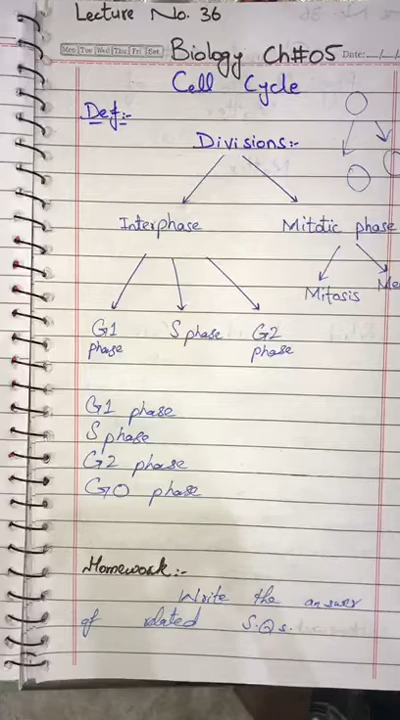 Lecture No. 36
Mon Tue Wed Thu Fri Sat
Biology Ch#05 Date:
Cell Cycle
Def:-
Divisions:-
Interphase Mitotic phase
Mitasis Me
G1 phase S phase G2 phase
G1 phase
S phase
G2 phase
G0 phase
Homework:-
Write the answer
of related S.Qs.